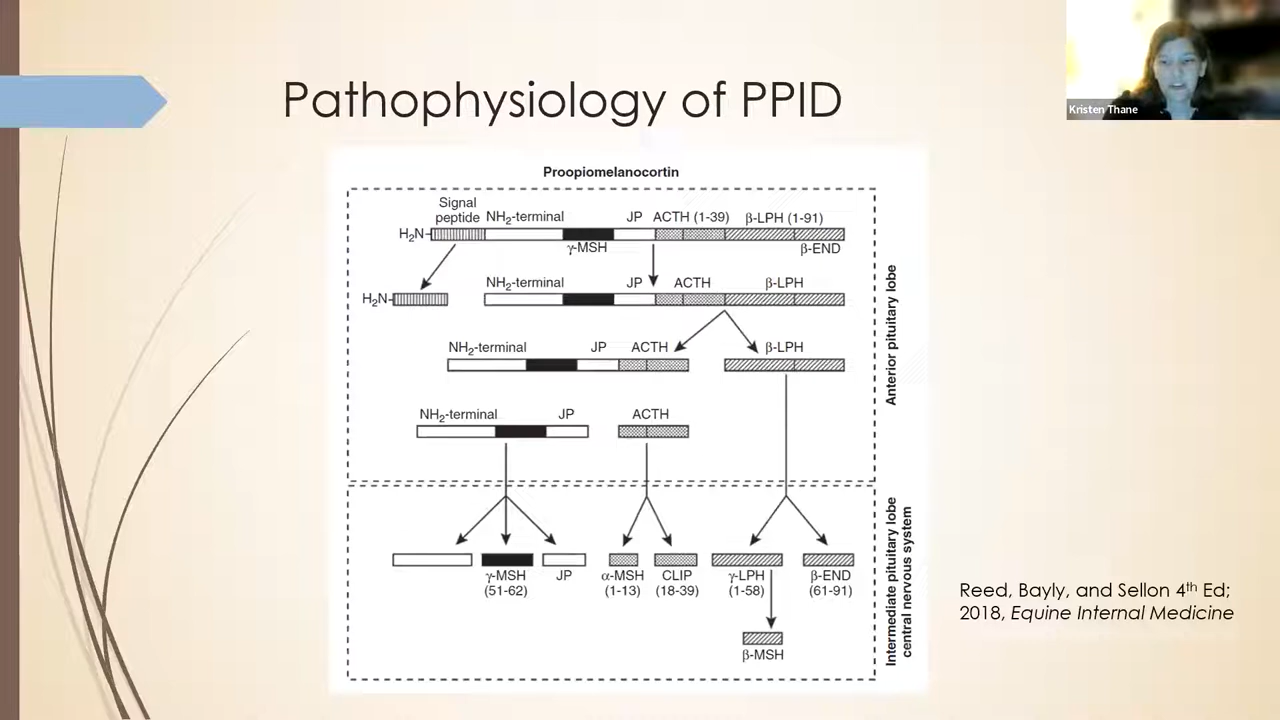 Pathophysiology of PPID
Kristen Thane
Proopiomelanocortin
Signal
peptide
NH₂-terminal
JP
ACTH (1-39)
β-LPH (1-91)
H₂N
γ-MSH
β-END
NH₂-terminal
JP
ACTH
β-LPH
H₂N
NH₂-terminal
JP
ACTH
β-LPH
NH₂-terminal
JP
ACTH
Anterior pituitary lobe
γ-MSH
(51-62)
JP
α-MSH
(1-13)
CLIP
(18-39)
γ-LPH
(1-58)
β-END
(61-91)
β-MSH
Intermediate pituitary lobe
central nervous system
Reed, Bayly, and Sellon 4th Ed;
2018, Equine Internal Medicine